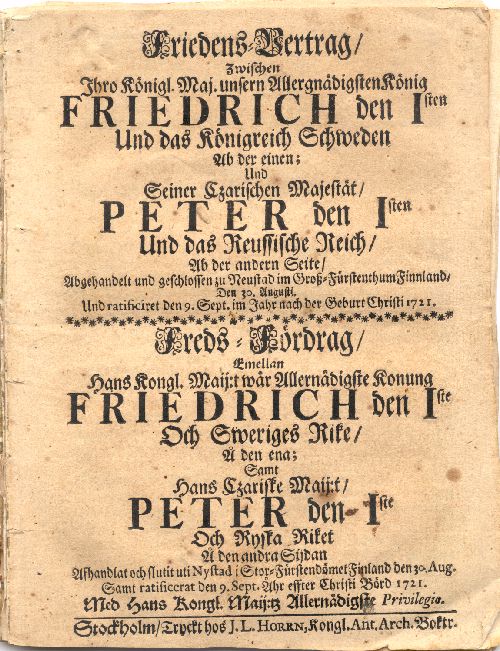 Friedens-Vertrag/
Zwischen
Ihro Königl. Maj. unsern Allergnädigsten König
FRIEDRICH den Isten
Und das Königreich Schweden
Ab der einen;
Und
Seiner Czarischen Majestät/
PETER den Isten
Und das Reussische Reich/
Ab der andern Seite/
Abgehandelt und geschlossen zu Neustad im Groß-Fürstenthum Finnland/
Den 30. Augusti.
Und ratificiret den 9. Sept. im Jahr nach der Geburt Christi 1721.
Freds-Fördrag/
Emellan
Hans Kongl. Maij:t wår Allernädigste Konung
FRIEDRICH den Iste
Och Sweriges Rike/
Å den ena;
Samt
Hans Czariske Maij:t/
PETER den Iste
Och Ryska Riket
Å den andra Sijdan
Afhandlat och slutit uti Nystad i Stor-Fürstendömet Finland den 30. Aug.
Samt ratificerat den 9. Sept. Åhr effter Christi Börd 1721.
Med Hans Kongl. Maij:tz Allernädigste Privilegio.
Stockholm/ Tryckt hos J. L. HORRN, Kongl. Ant. Arch. Boktr.